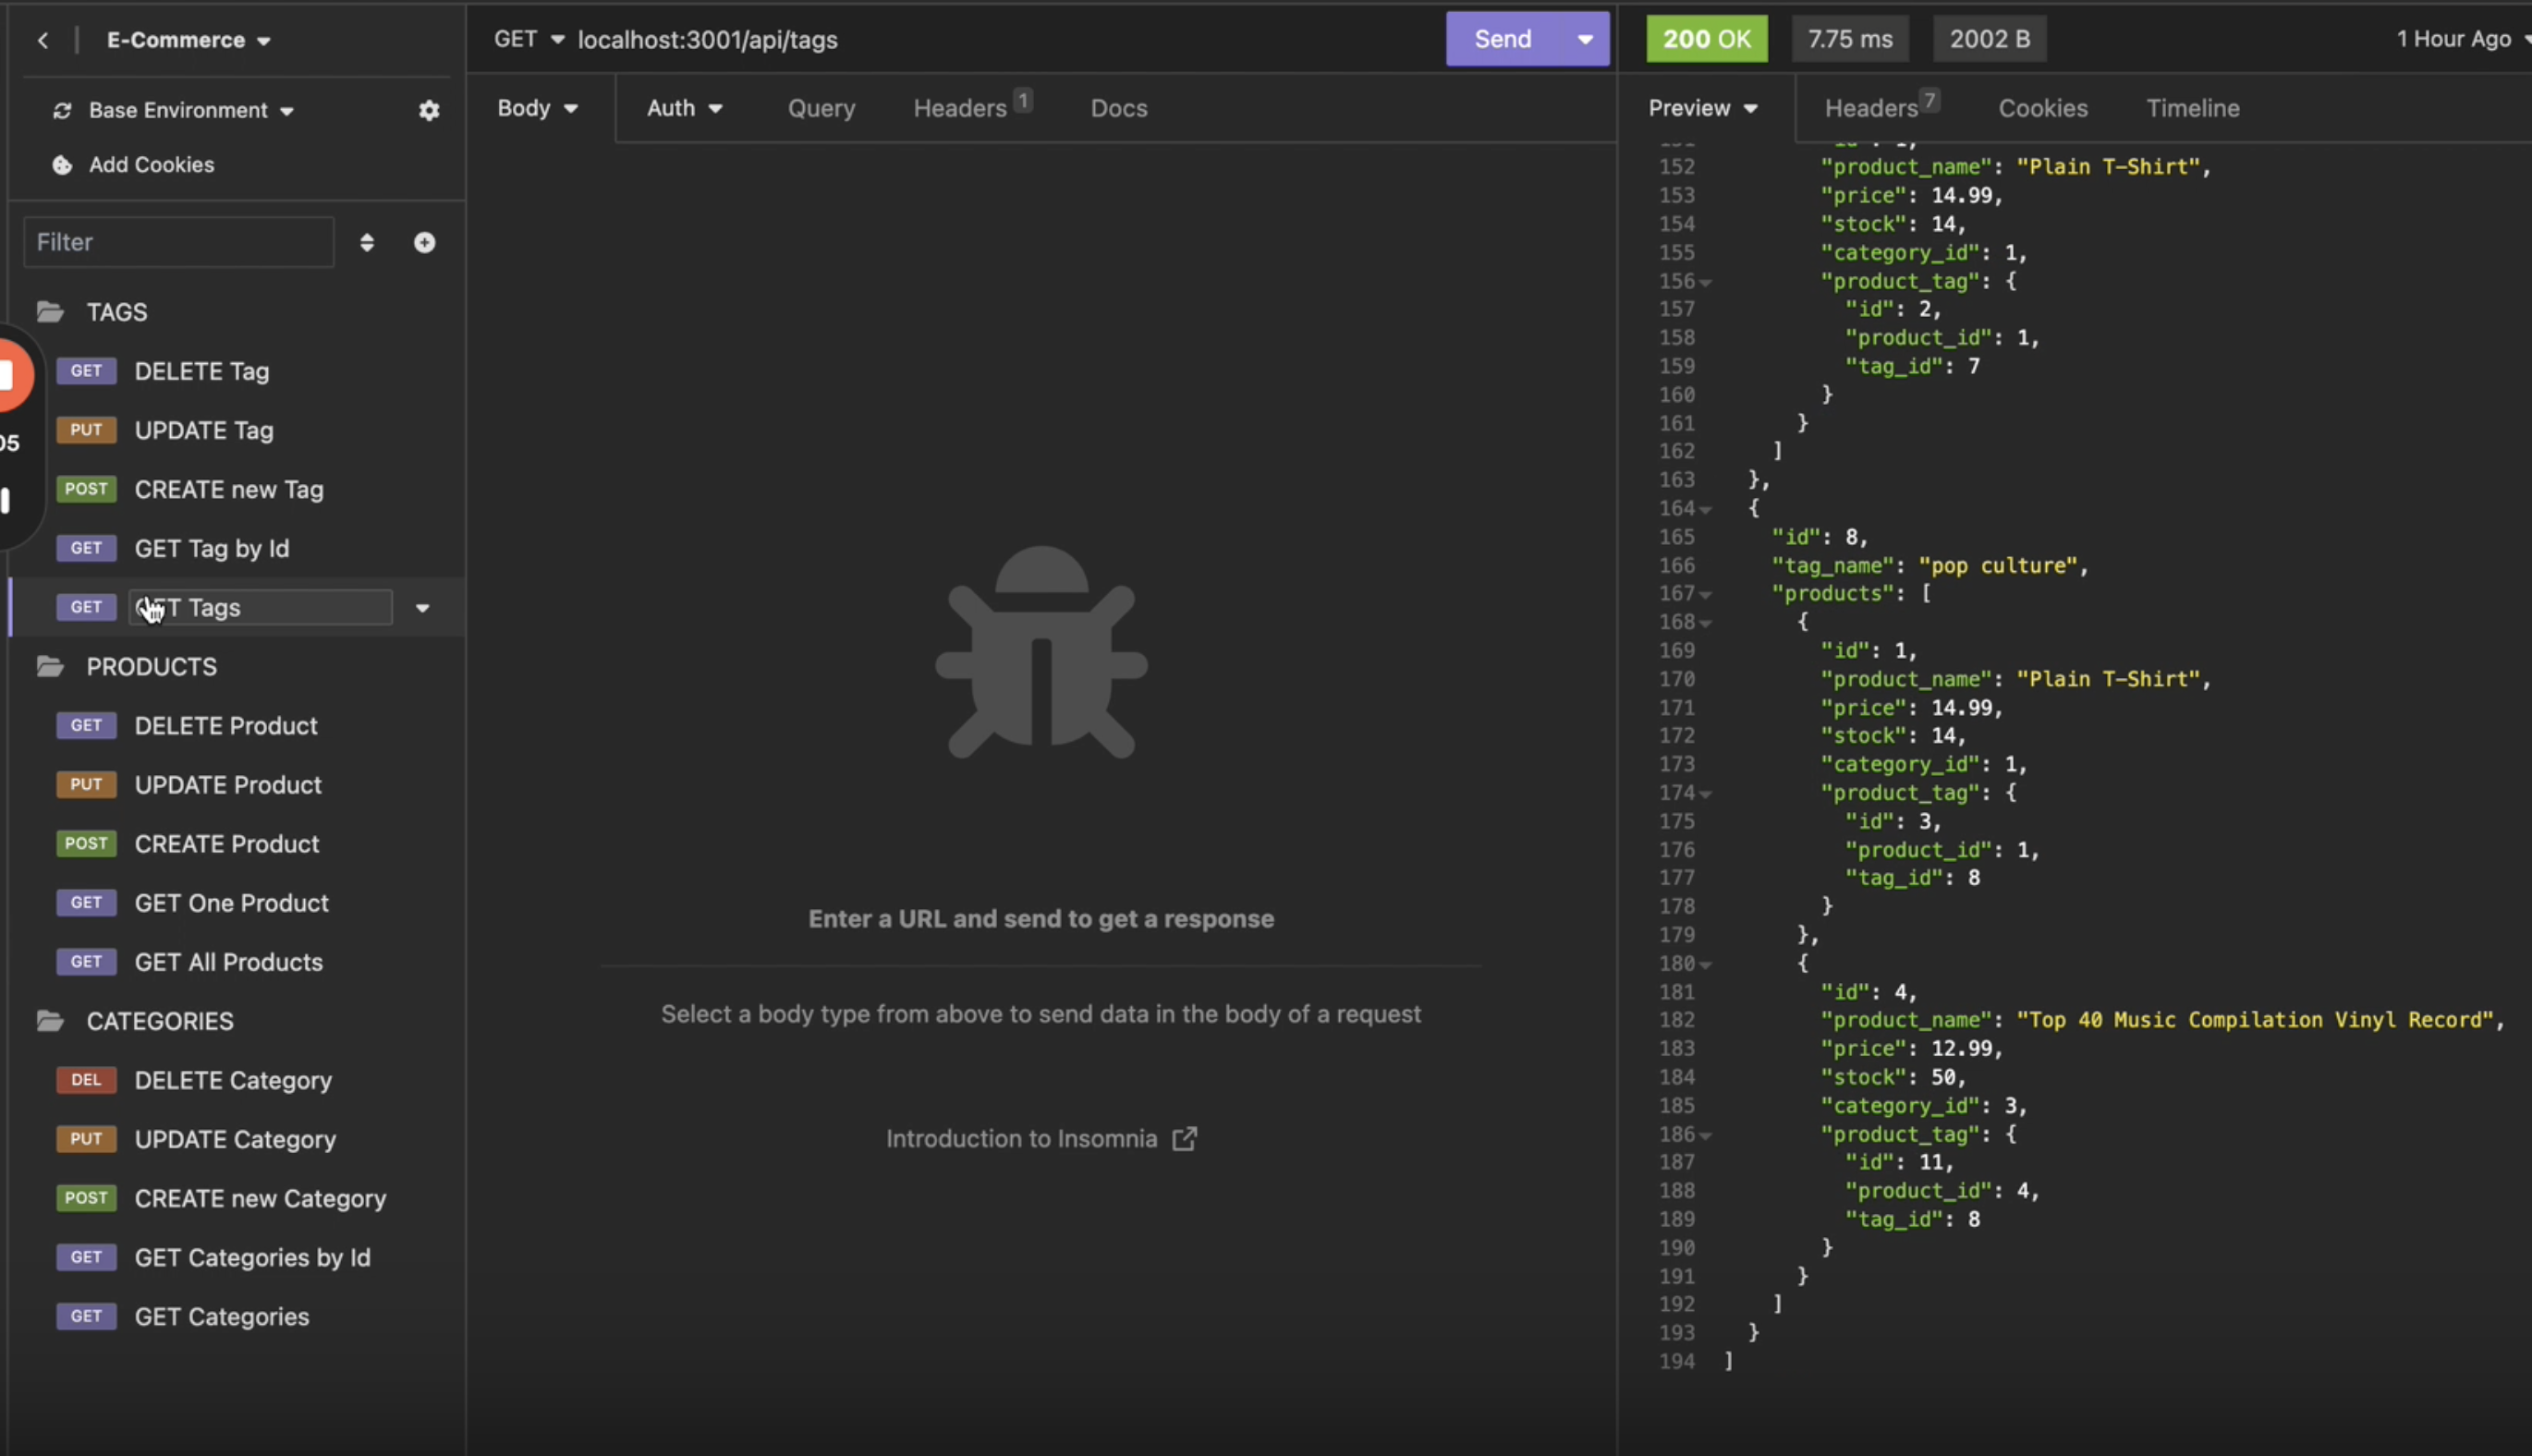 E-Commerce
Base Environment
Add Cookies
Filter
TAGS
GET DELETE Tag
PUT UPDATE Tag
POST CREATE new Tag
GET GET Tag by Id
GET Tags
PRODUCTS
GET DELETE Product
PUT UPDATE Product
POST CREATE Product
GET GET One Product
GET GET All Products
CATEGORIES
DEL DELETE Category
PUT UPDATE Category
POST CREATE new Category
GET GET Categories by Id
GET GET Categories
05
GET localhost:3001/api/tags Send
Body Auth Query Headers 1 Docs
Enter a URL and send to get a response
Select a body type from above to send data in the body of a request
Introduction to Insomnia
200 OK 7.75 ms 2002 B 1 Hour Ago
Preview Headers 7 Cookies Timeline
152 "product_name": "Plain T-Shirt",
153 "price": 14.99,
154 "stock": 14,
155 "category_id": 1,
156 "product_tag": {
157 "id": 2,
158 "product_id": 1,
159 "tag_id": 7
160 }
161 }
162 ]
163 },
164 {
165 "id": 8,
166 "tag_name": "pop culture",
167 "products": [
168 {
169 "id": 1,
170 "product_name": "Plain T-Shirt",
171 "price": 14.99,
172 "stock": 14,
173 "category_id": 1,
174 "product_tag": {
175 "id": 3,
176 "product_id": 1,
177 "tag_id": 8
178 }
179 },
180 {
181 "id": 4,
182 "product_name": "Top 40 Music Compilation Vinyl Record",
183 "price": 12.99,
184 "stock": 50,
185 "category_id": 3,
186 "product_tag": {
187 "id": 11,
188 "product_id": 4,
189 "tag_id": 8
190 }
191 }
192 ]
193 }
194 ]